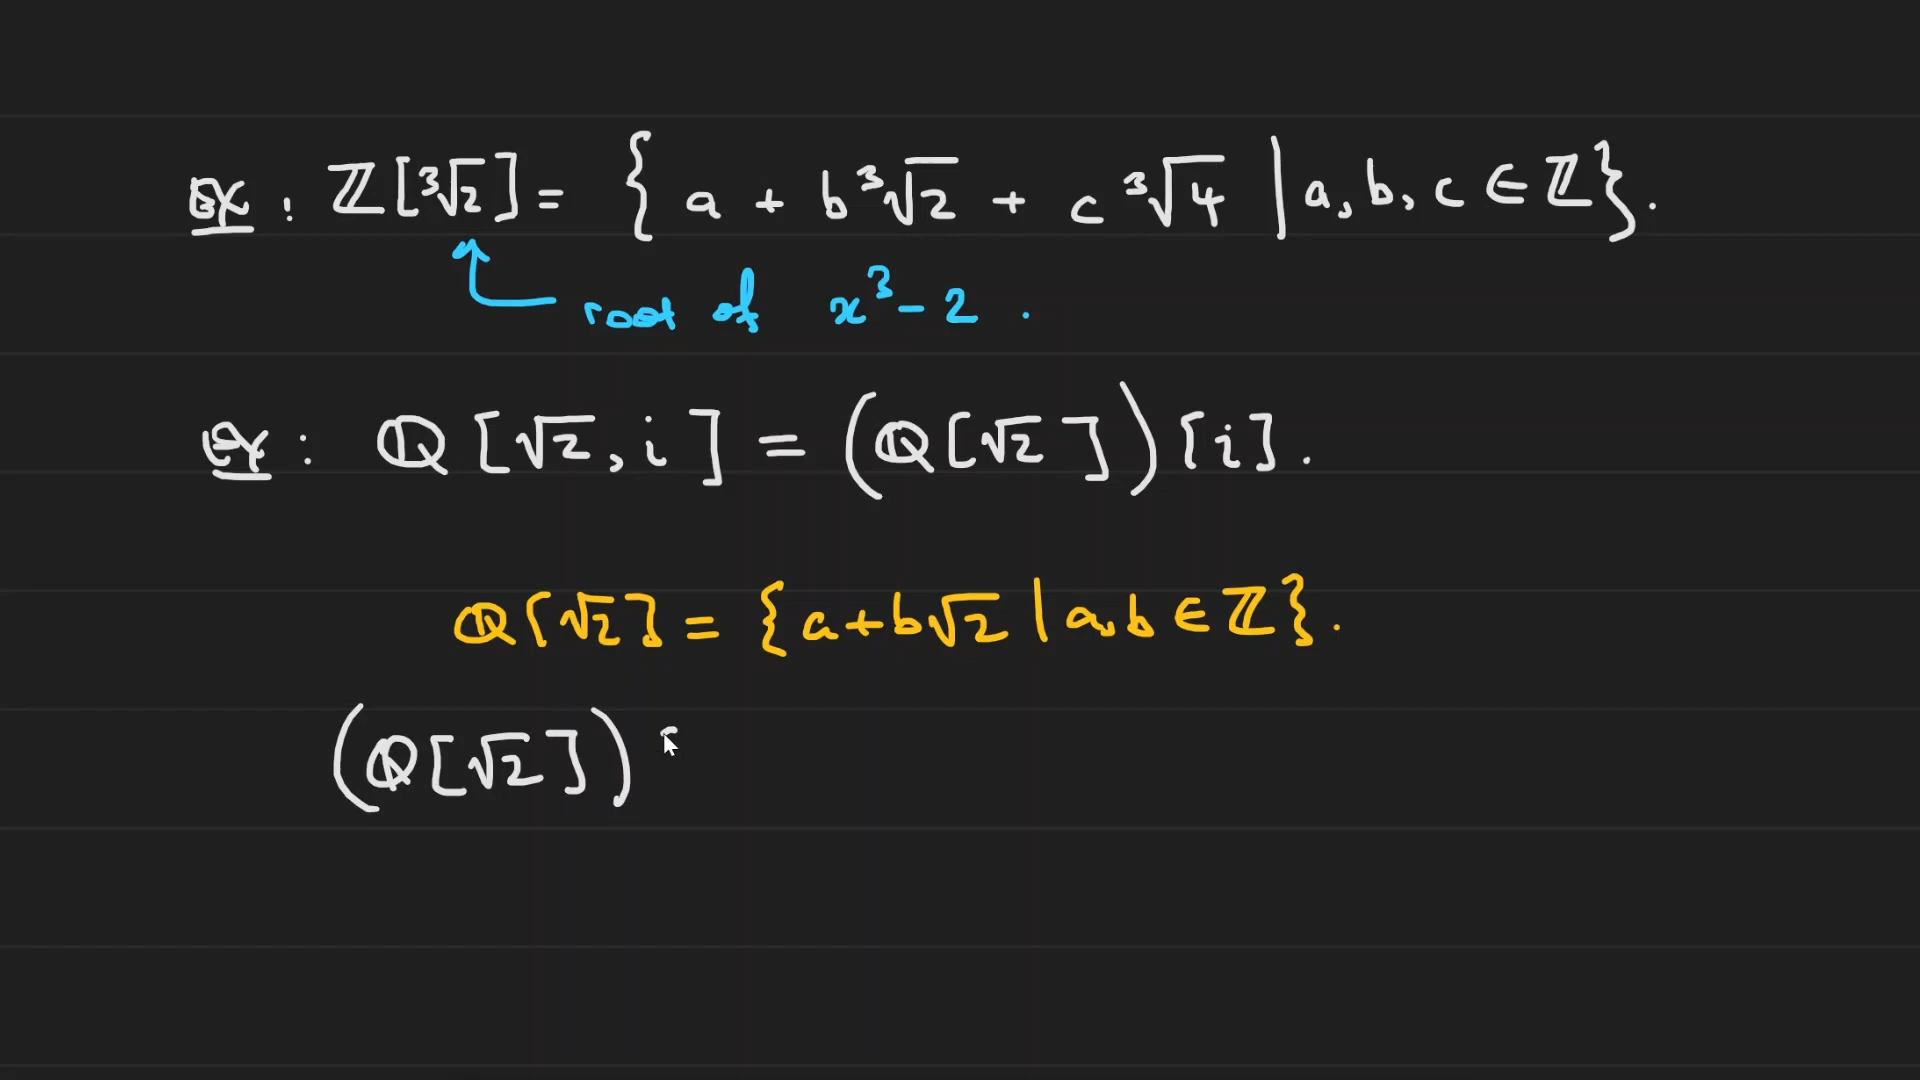 ex: ℤ[∛2] = { a + b∛2 + c∛4 | a, b, c ∈ ℤ}.
root of x³ - 2.
ex: ℚ[√2, i] = (ℚ[√2])[i].
ℚ[√2] = {a + b√2 | a, b ∈ ℤ}.
(ℚ[√2])